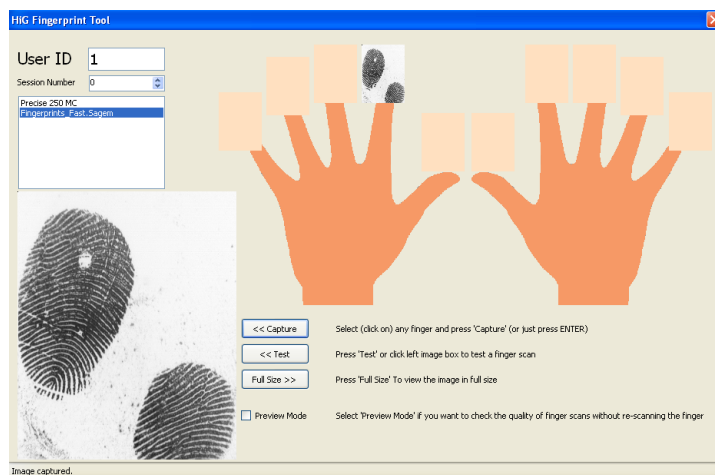 HiG Fingerprint Tool
User ID 1
Session Number 0
Precise 250 MC
Fingerprints_Fast.Sagem
<< Capture Select (click on) any finger and press 'Capture' (or just press ENTER)
<< Test Press 'Test' or click left image box to test a finger scan
Full Size >> Press 'Full Size' To view the image in full size
Preview Mode Select 'Preview Mode' if you want to check the quality of finger scans without re-scanning the finger
Image captured.